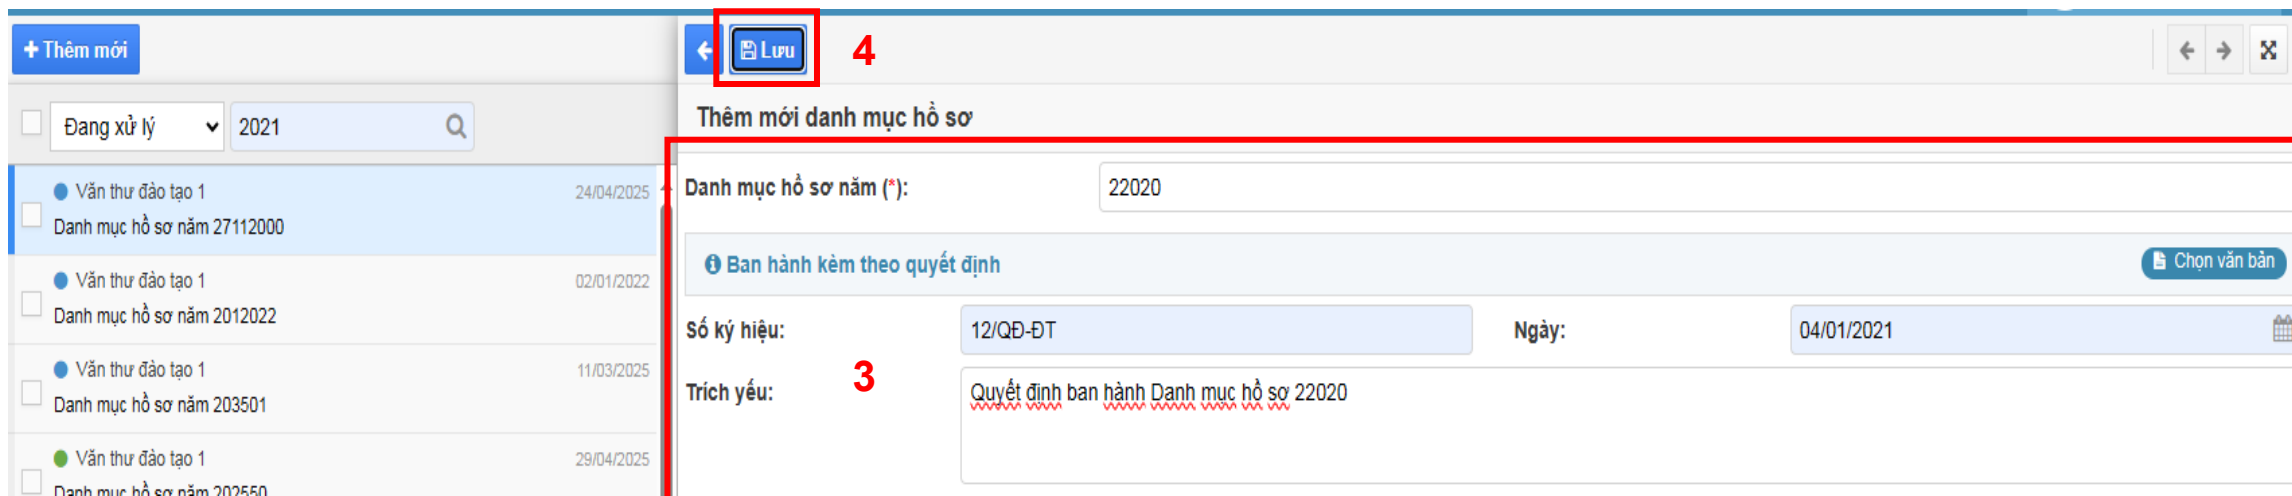 Thêm mới
Lưu
4
Đang xử lý
2021
Thêm mới danh mục hồ sơ
Văn thư đào tạo 1
24/04/2025
Danh mục hồ sơ năm 27112000
Văn thư đào tạo 1
02/01/2022
Danh mục hồ sơ năm 2012022
Văn thư đào tạo 1
11/03/2025
Danh mục hồ sơ năm 203501
Văn thư đào tạo 1
29/04/2025
Danh mục hồ sơ năm 202550
Danh mục hồ sơ năm (*):
22020
Ban hành kèm theo quyết định
Chọn văn bản
Số ký hiệu:
12/QĐ-ĐT
Ngày:
04/01/2021
3
Trích yếu:
Quyết định ban hành Danh mục hồ sơ 22020